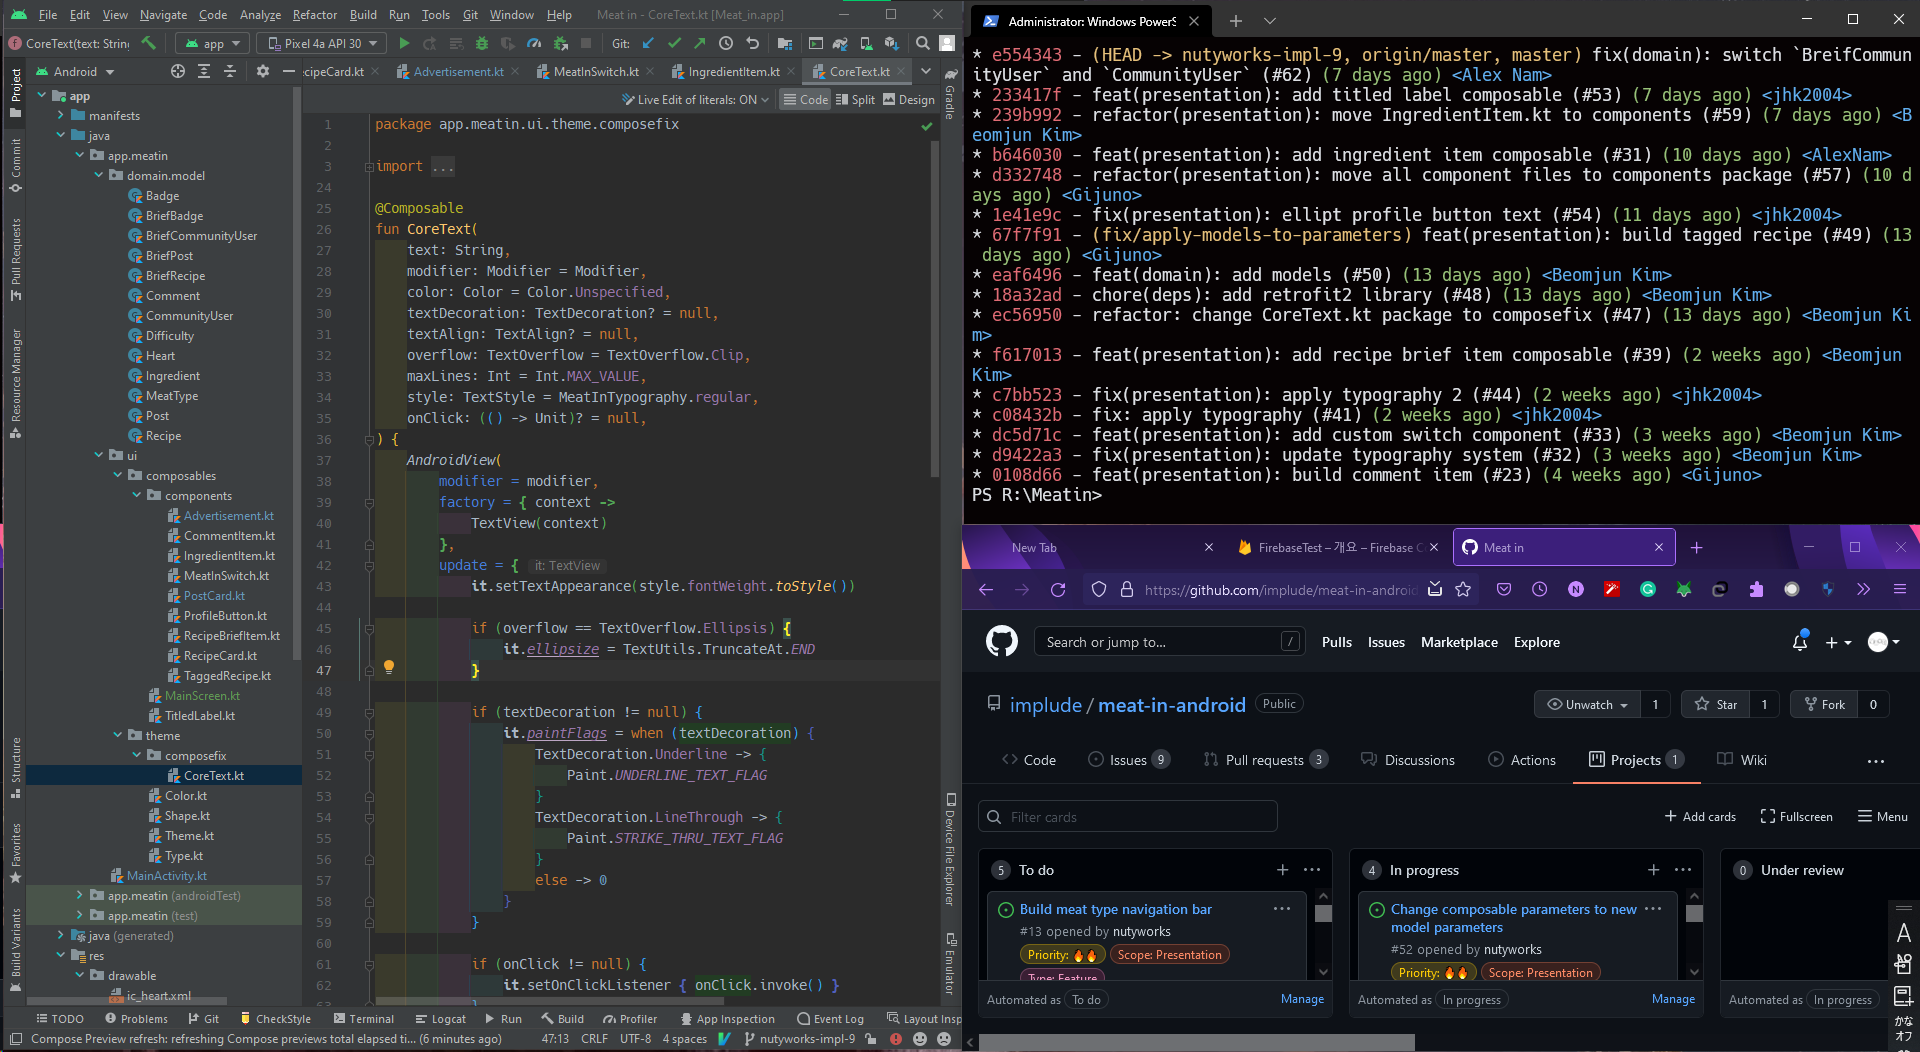 File Edit View Navigate Code Analyze Refactor Build Run Tools Git Window Help Meat in - CoreText.kt [Meat_in.app]
CoreText(text: String app Pixel 4a API 30 Git:
Android ecipeCard.kt Advertisement.kt MeatInSwitch.kt IngredientItem.kt CoreText.kt
Live Edit of literals: ON Code Split Design
Project
Commit
Pull Requests
Resource Manager
Structure
Favorites
Build Variants
app
manifests
java
app.meatin
domain.model
Badge
BriefBadge
BriefCommunityUser
BriefPost
BriefRecipe
Comment
CommunityUser
Difficulty
Heart
Ingredient
MeatType
Post
Recipe
ui
composables
components
Advertisement.kt
CommentItem.kt
IngredientItem.kt
MeatInSwitch.kt
PostCard.kt
ProfileButton.kt
RecipeBriefItem.kt
RecipeCard.kt
TaggedRecipe.kt
MainScreen.kt
TitledLabel.kt
theme
composefix
CoreText.kt
Color.kt
Shape.kt
Theme.kt
Type.kt
MainActivity.kt
app.meatin (androidTest)
app.meatin (test)
java (generated)
res
drawable
ic_heart.xml
1 package app.meatin.ui.theme.composefix
2
3 import ...
24
25 @Composable
26 fun CoreText(
27 text: String,
28 modifier: Modifier = Modifier,
29 color: Color = Color.Unspecified,
30 textDecoration: TextDecoration? = null,
31 textAlign: TextAlign? = null,
32 overflow: TextOverflow = TextOverflow.Clip,
33 maxLines: Int = Int.MAX_VALUE,
34 style: TextStyle = MeatInTypography.regular,
35 onClick: (() -> Unit)? = null,
36 ) {
37 AndroidView(
38 modifier = modifier,
39 factory = { context ->
40 TextView(context)
41 },
42 update = { it: TextView
43 it.setTextAppearance(style.fontWeight.toStyle())
44
45 if (overflow == TextOverflow.Ellipsis) {
46 it.ellipsize = TextUtils.TruncateAt.END
47 }
48
49 if (textDecoration != null) {
50 it.paintFlags = when (textDecoration) {
51 TextDecoration.Underline -> {
52 Paint.UNDERLINE_TEXT_FLAG
53 }
54 TextDecoration.LineThrough -> {
55 Paint.STRIKE_THRU_TEXT_FLAG
56 }
57 else -> 0
58 }
59 }
60
61 if (onClick != null) {
62 it.setOnClickListener { onClick.invoke() }
63 }
Gradle
Device File Explorer
Emulator
TODO Problems Git CheckStyle Terminal Logcat Run Build Profiler App Inspection Event Log Layout Insp
Compose Preview refresh: refreshing Compose previews total elapsed ti... (6 minutes ago) 47:13 CRLF UTF-8 4 spaces nutyworks-impl-9
Administrator: Windows PowerS
* e554343 - (HEAD -> nutyworks-impl-9, origin/master, master) fix(domain): switch `BreifCommun
ityUser` and `CommunityUser` (#62) (7 days ago) <Alex Nam>
* 233417f - feat(presentation): add titled label composable (#53) (7 days ago) <jhk2004>
* 239b992 - refactor(presentation): move IngredientItem.kt to components (#59) (7 days ago) <B
eomjun Kim>
* b646030 - feat(presentation): add ingredient item composable (#31) (10 days ago) <AlexNam>
* d332748 - refactor(presentation): move all component files to components package (#57) (10 d
ays ago) <Gijuno>
* 1e41e9c - fix(presentation): ellipt profile button text (#54) (11 days ago) <jhk2004>
* 67f7f91 - (fix/apply-models-to-parameters) feat(presentation): build tagged recipe (#49) (13
days ago) <Gijuno>
* eaf6496 - feat(domain): add models (#50) (13 days ago) <Beomjun Kim>
* 18a32ad - chore(deps): add retrofit2 library (#48) (13 days ago) <Beomjun Kim>
* ec56950 - refactor: change CoreText.kt package to composefix (#47) (13 days ago) <Beomjun Ki
m>
* f617013 - feat(presentation): add recipe brief item composable (#39) (2 weeks ago) <Beomjun
Kim>
* c7bb523 - fix(presentation): apply typography 2 (#44) (2 weeks ago) <jhk2004>
* c08432b - fix: apply typography (#41) (2 weeks ago) <jhk2004>
* dc5d71c - feat(presentation): add custom switch component (#33) (3 weeks ago) <Beomjun Kim>
* d9422a3 - feat(presentation): update typography system (#32) (3 weeks ago) <Beomjun Kim>
* 0108d66 - feat(presentation): build comment item (#23) (4 weeks ago) <Gijuno>
PS R:\Meatin>
New Tab FirebaseTest – 개요 – Firebase C Meat in
https://github.com/implude/meat-in-android
Search or jump to... / Pulls Issues Marketplace Explore
implude / meat-in-android Public Unwatch 1 Star 1 Fork 0
Code Issues 9 Pull requests 3 Discussions Actions Projects 1 Wiki
Filter cards Add cards Fullscreen Menu
5 To do
Build meat type navigation bar
#13 opened by nutyworks
Priority: 🔥🔥 Scope: Presentation
Type: Feature
Automated as To do Manage
4 In progress
Change composable parameters to new
model parameters
#52 opened by nutyworks
Priority: 🔥🔥 Scope: Presentation
Automated as In progress Manage
0 Under review
Automated as In progress
A
かな
オフ